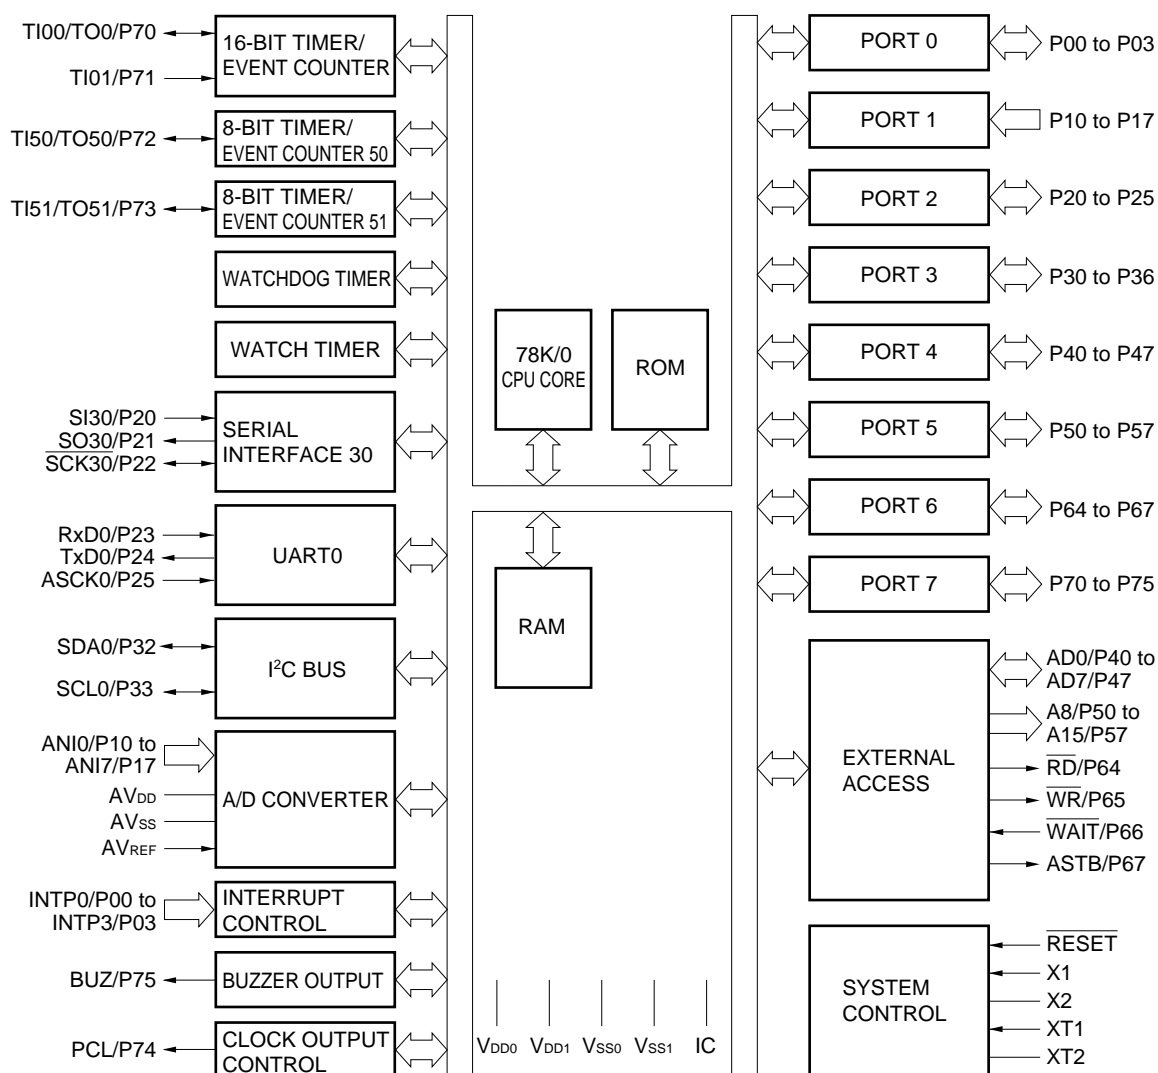 TI00/TO0/P70
TI01/P71
16-BIT TIMER/
EVENT COUNTER
TI50/TO50/P72
8-BIT TIMER/
EVENT COUNTER 50
TI51/TO51/P73
8-BIT TIMER/
EVENT COUNTER 51
WATCHDOG TIMER
WATCH TIMER
SI30/P20
SO30/P21
SCK30/P22
SERIAL
INTERFACE 30
RxD0/P23
TxD0/P24
ASCK0/P25
UART0
SDA0/P32
SCL0/P33
I²C BUS
ANI0/P10 to
ANI7/P17
AVDD
AVSS
AVREF
A/D CONVERTER
INTP0/P00 to
INTP3/P03
INTERRUPT
CONTROL
BUZ/P75
BUZZER OUTPUT
PCL/P74
CLOCK OUTPUT
CONTROL
78K/0
CPU CORE
ROM
RAM
VDD0 VDD1 VSS0 VSS1 IC
PORT 0
P00 to P03
PORT 1
P10 to P17
PORT 2
P20 to P25
PORT 3
P30 to P36
PORT 4
P40 to P47
PORT 5
P50 to P57
PORT 6
P64 to P67
PORT 7
P70 to P75
EXTERNAL
ACCESS
AD0/P40 to
AD7/P47
A8/P50 to
A15/P57
RD/P64
WR/P65
WAIT/P66
ASTB/P67
SYSTEM
CONTROL
RESET
X1
X2
XT1
XT2